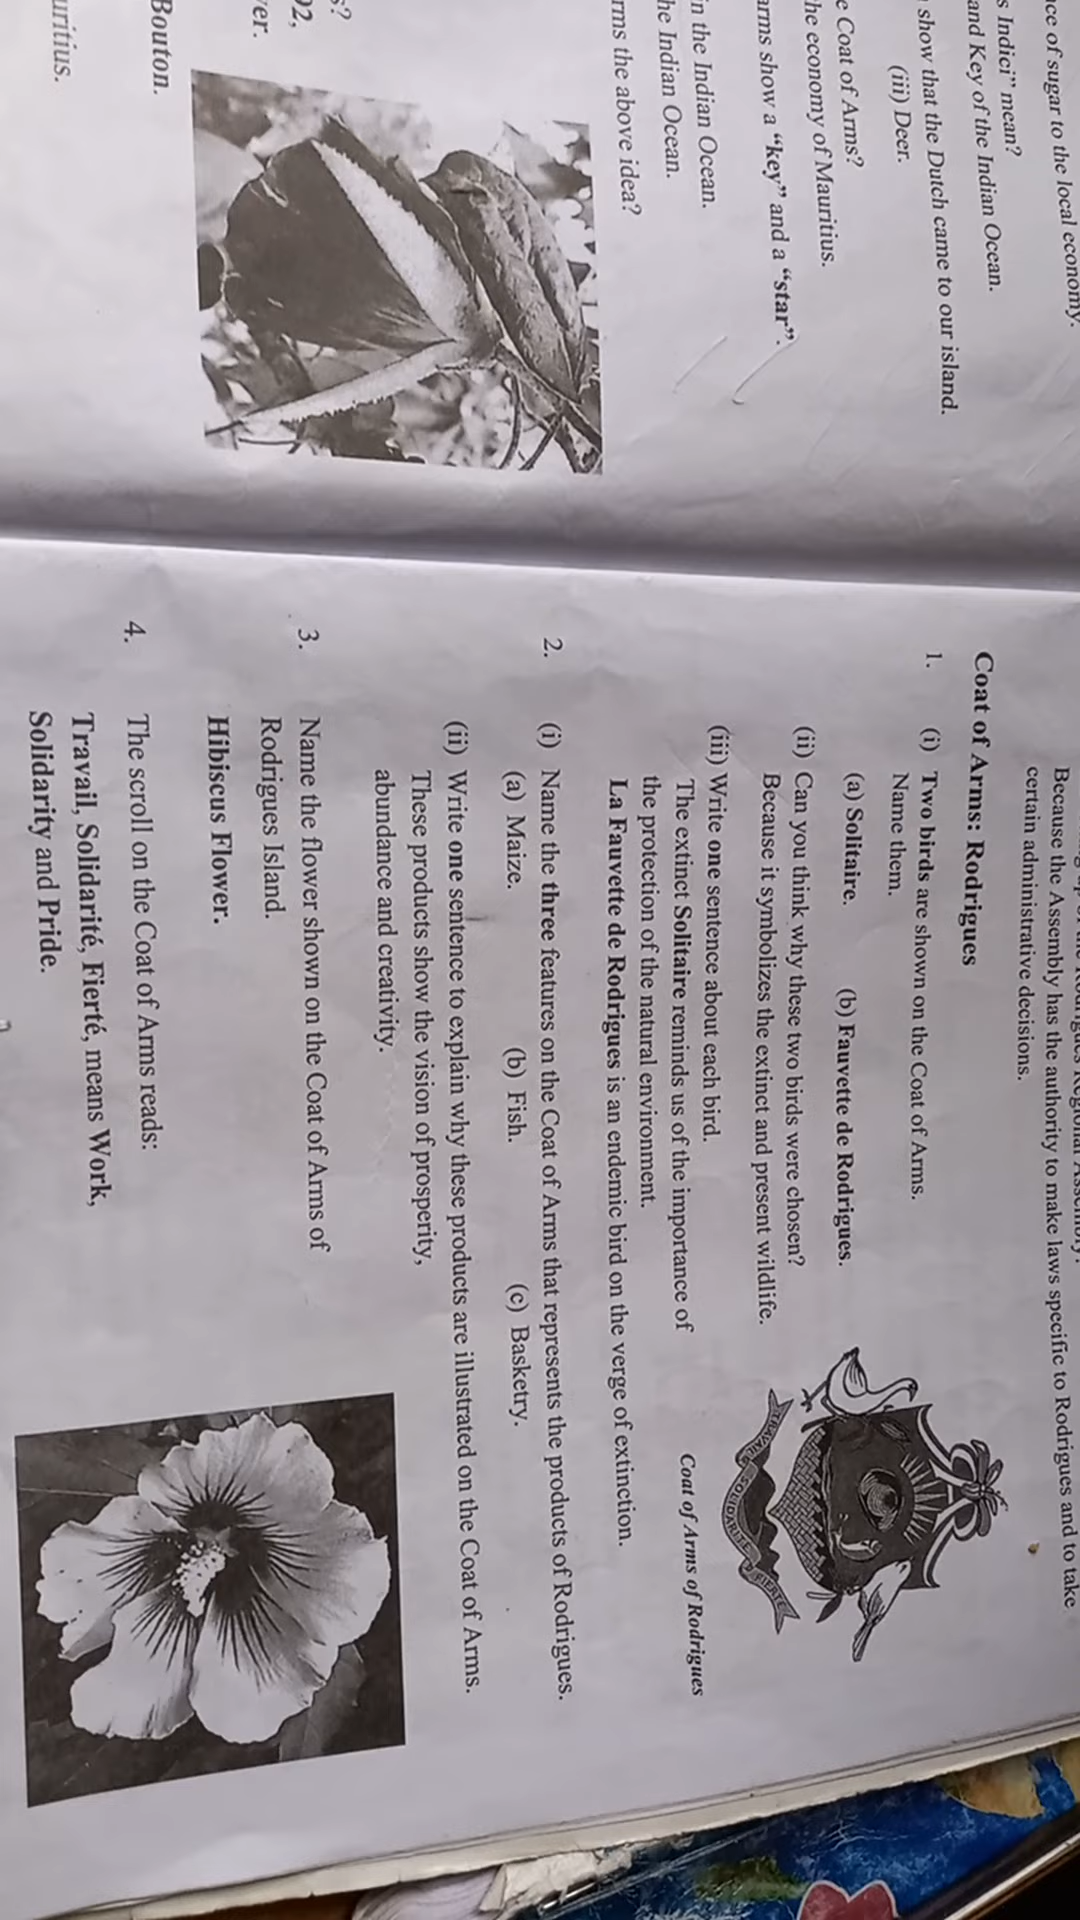 ce of sugar to the local economy.
s Indici” mean?
and Key of the Indian Ocean.
show that the Dutch came to our island.
(iii) Deer.
e Coat of Arms?
he economy of Mauritius.
arms show a “key” and a “star”.
in the Indian Ocean.
he Indian Ocean.
rms the above idea?
s?
02,
er.
Bouton.
uritius.
Because the Assembly has the authority to make laws specific to Rodrigues and to take
certain administrative decisions.
Coat of Arms: Rodrigues
1. (i) Two birds are shown on the Coat of Arms.
Name them.
(a) Solitaire. (b) Fauvette de Rodrigues.
(ii) Can you think why these two birds were chosen?
Because it symbolizes the extinct and present wildlife.
(iii) Write one sentence about each bird.
The extinct Solitaire reminds us of the importance of
the protection of the natural environment.
La Fauvette de Rodrigues is an endemic bird on the verge of extinction.
TRAVAIL SOLIDARITÉ FIERTÉ
Coat of Arms of Rodrigues
2. (i) Name the three features on the Coat of Arms that represents the products of Rodrigues.
(a) Maize. (b) Fish. (c) Basketry.
(ii) Write one sentence to explain why these products are illustrated on the Coat of Arms.
These products show the vision of prosperity,
abundance and creativity.
3. Name the flower shown on the Coat of Arms of
Rodrigues Island.
Hibiscus Flower.
4. The scroll on the Coat of Arms reads:
Travail, Solidarité, Fierté, means Work,
Solidarity and Pride.